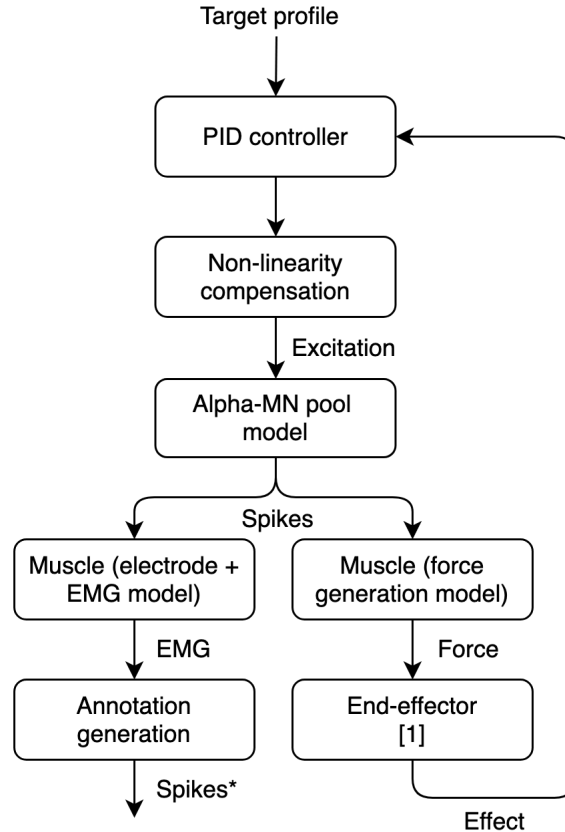 Target profile
PID controller
Non-linearity
compensation
Excitation
Alpha-MN pool
model
Spikes
Muscle (electrode +
EMG model)
Muscle (force
generation model)
EMG
Force
Annotation
generation
End-effector
[1]
Spikes*
Effect